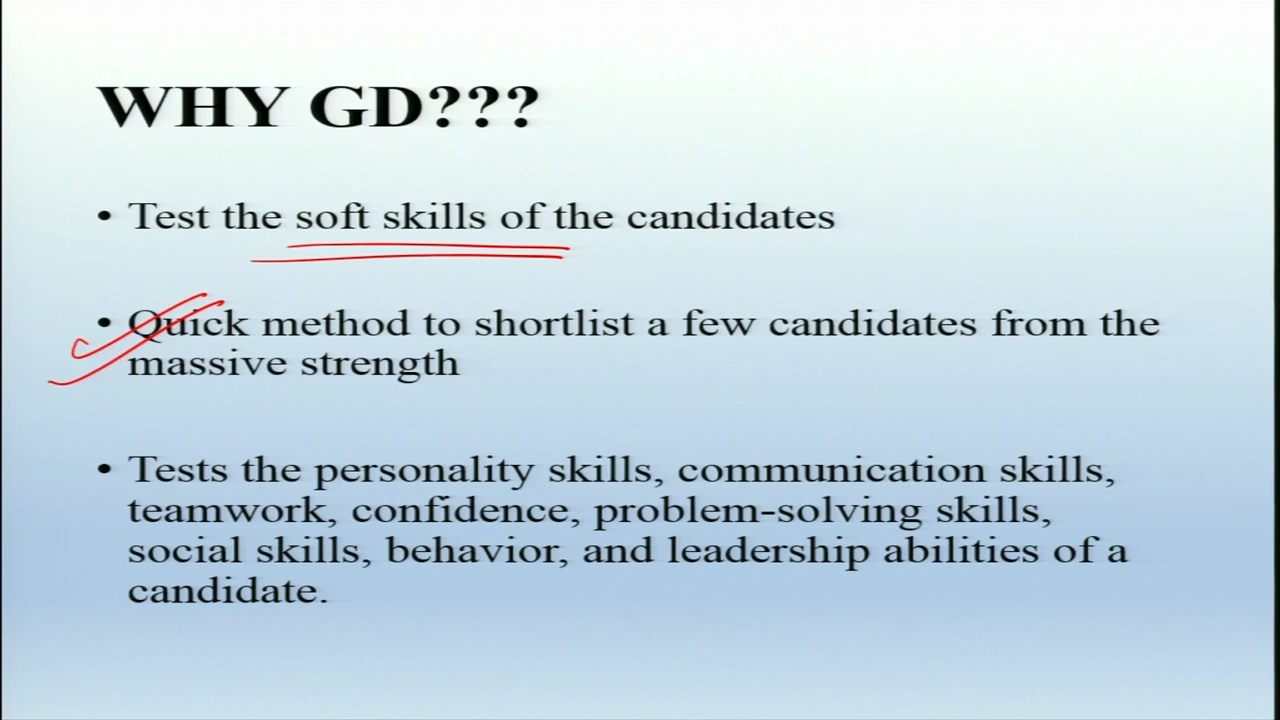 WHY GD???
• Test the soft skills of the candidates
• Quick method to shortlist a few candidates from the
massive strength
• Tests the personality skills, communication skills,
teamwork, confidence, problem-solving skills,
social skills, behavior, and leadership abilities of a
candidate.